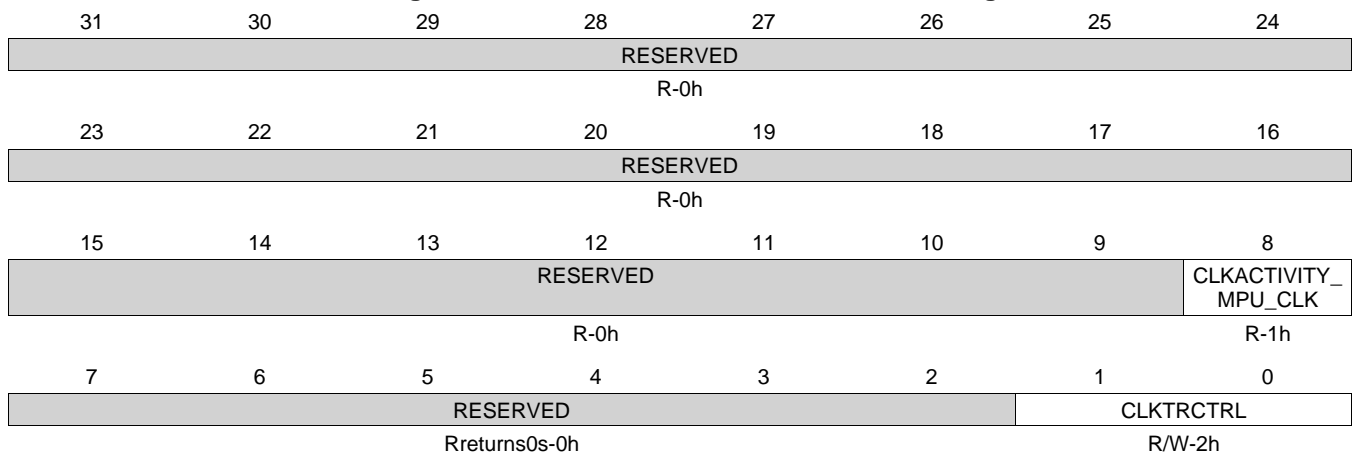 31 30 29 28 27 26 25 24
RESERVED
R-0h
23 22 21 20 19 18 17 16
RESERVED
R-0h
15 14 13 12 11 10 9 8
RESERVED CLKACTIVITY_
MPU_CLK
R-0h R-1h
7 6 5 4 3 2 1 0
RESERVED CLKTRCTRL
Rreturns0s-0h R/W-2h